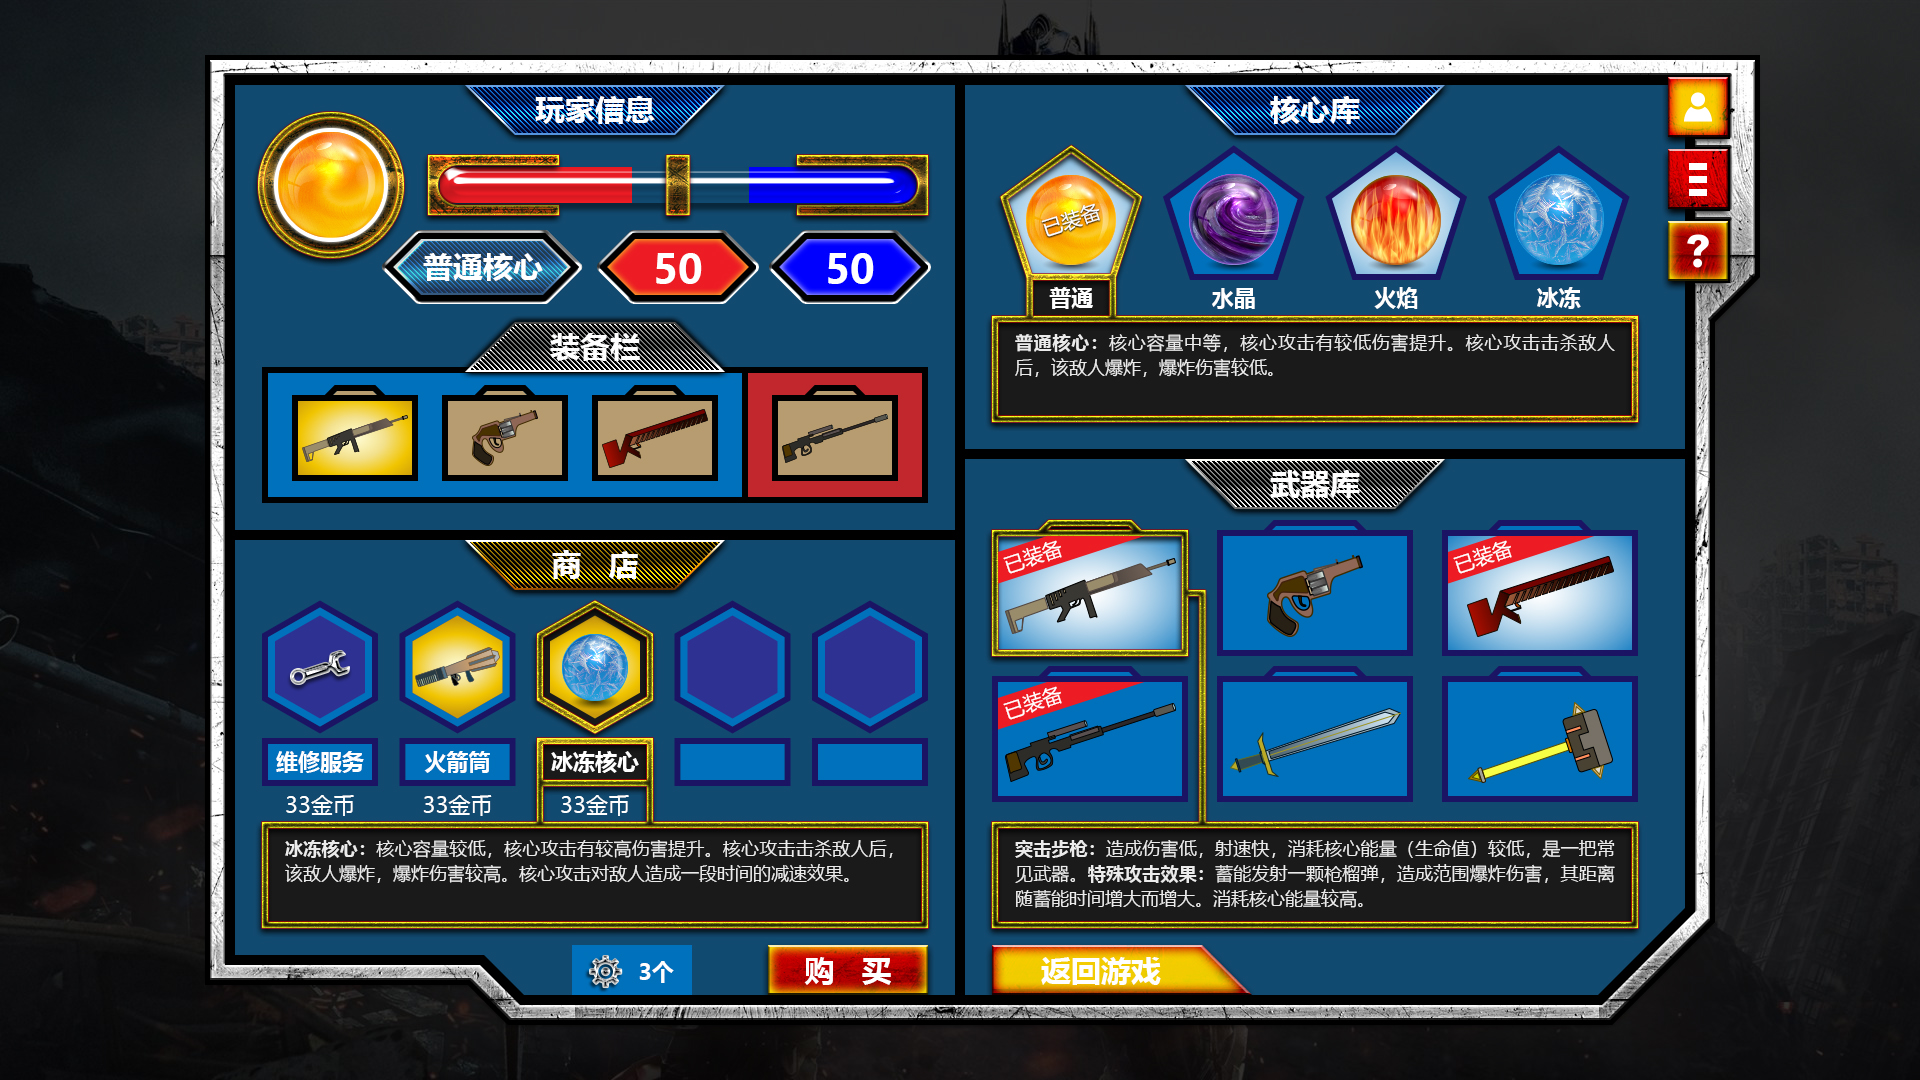 玩家信息
普通核心
50
50
装备栏
商 店
维修服务
火箭筒
冰冻核心
33金币
33金币
33金币
冰冻核心：核心容量较低，核心攻击有较高伤害提升。核心攻击击杀敌人后，
该敌人爆炸，爆炸伤害较高。核心攻击对敌人造成一段时间的减速效果。
3个
购 买
核心库
已装备
普通
水晶
火焰
冰冻
?
普通核心：核心容量中等，核心攻击有较低伤害提升。核心攻击击杀敌人
后，该敌人爆炸，爆炸伤害较低。
武器库
已装备
已装备
已装备
突击步枪：造成伤害低，射速快，消耗核心能量（生命值）较低，是一把常
见武器。特殊攻击效果：蓄能发射一颗枪榴弹，造成范围爆炸伤害，其距离
随蓄能时间增大而增大。消耗核心能量较高。
返回游戏